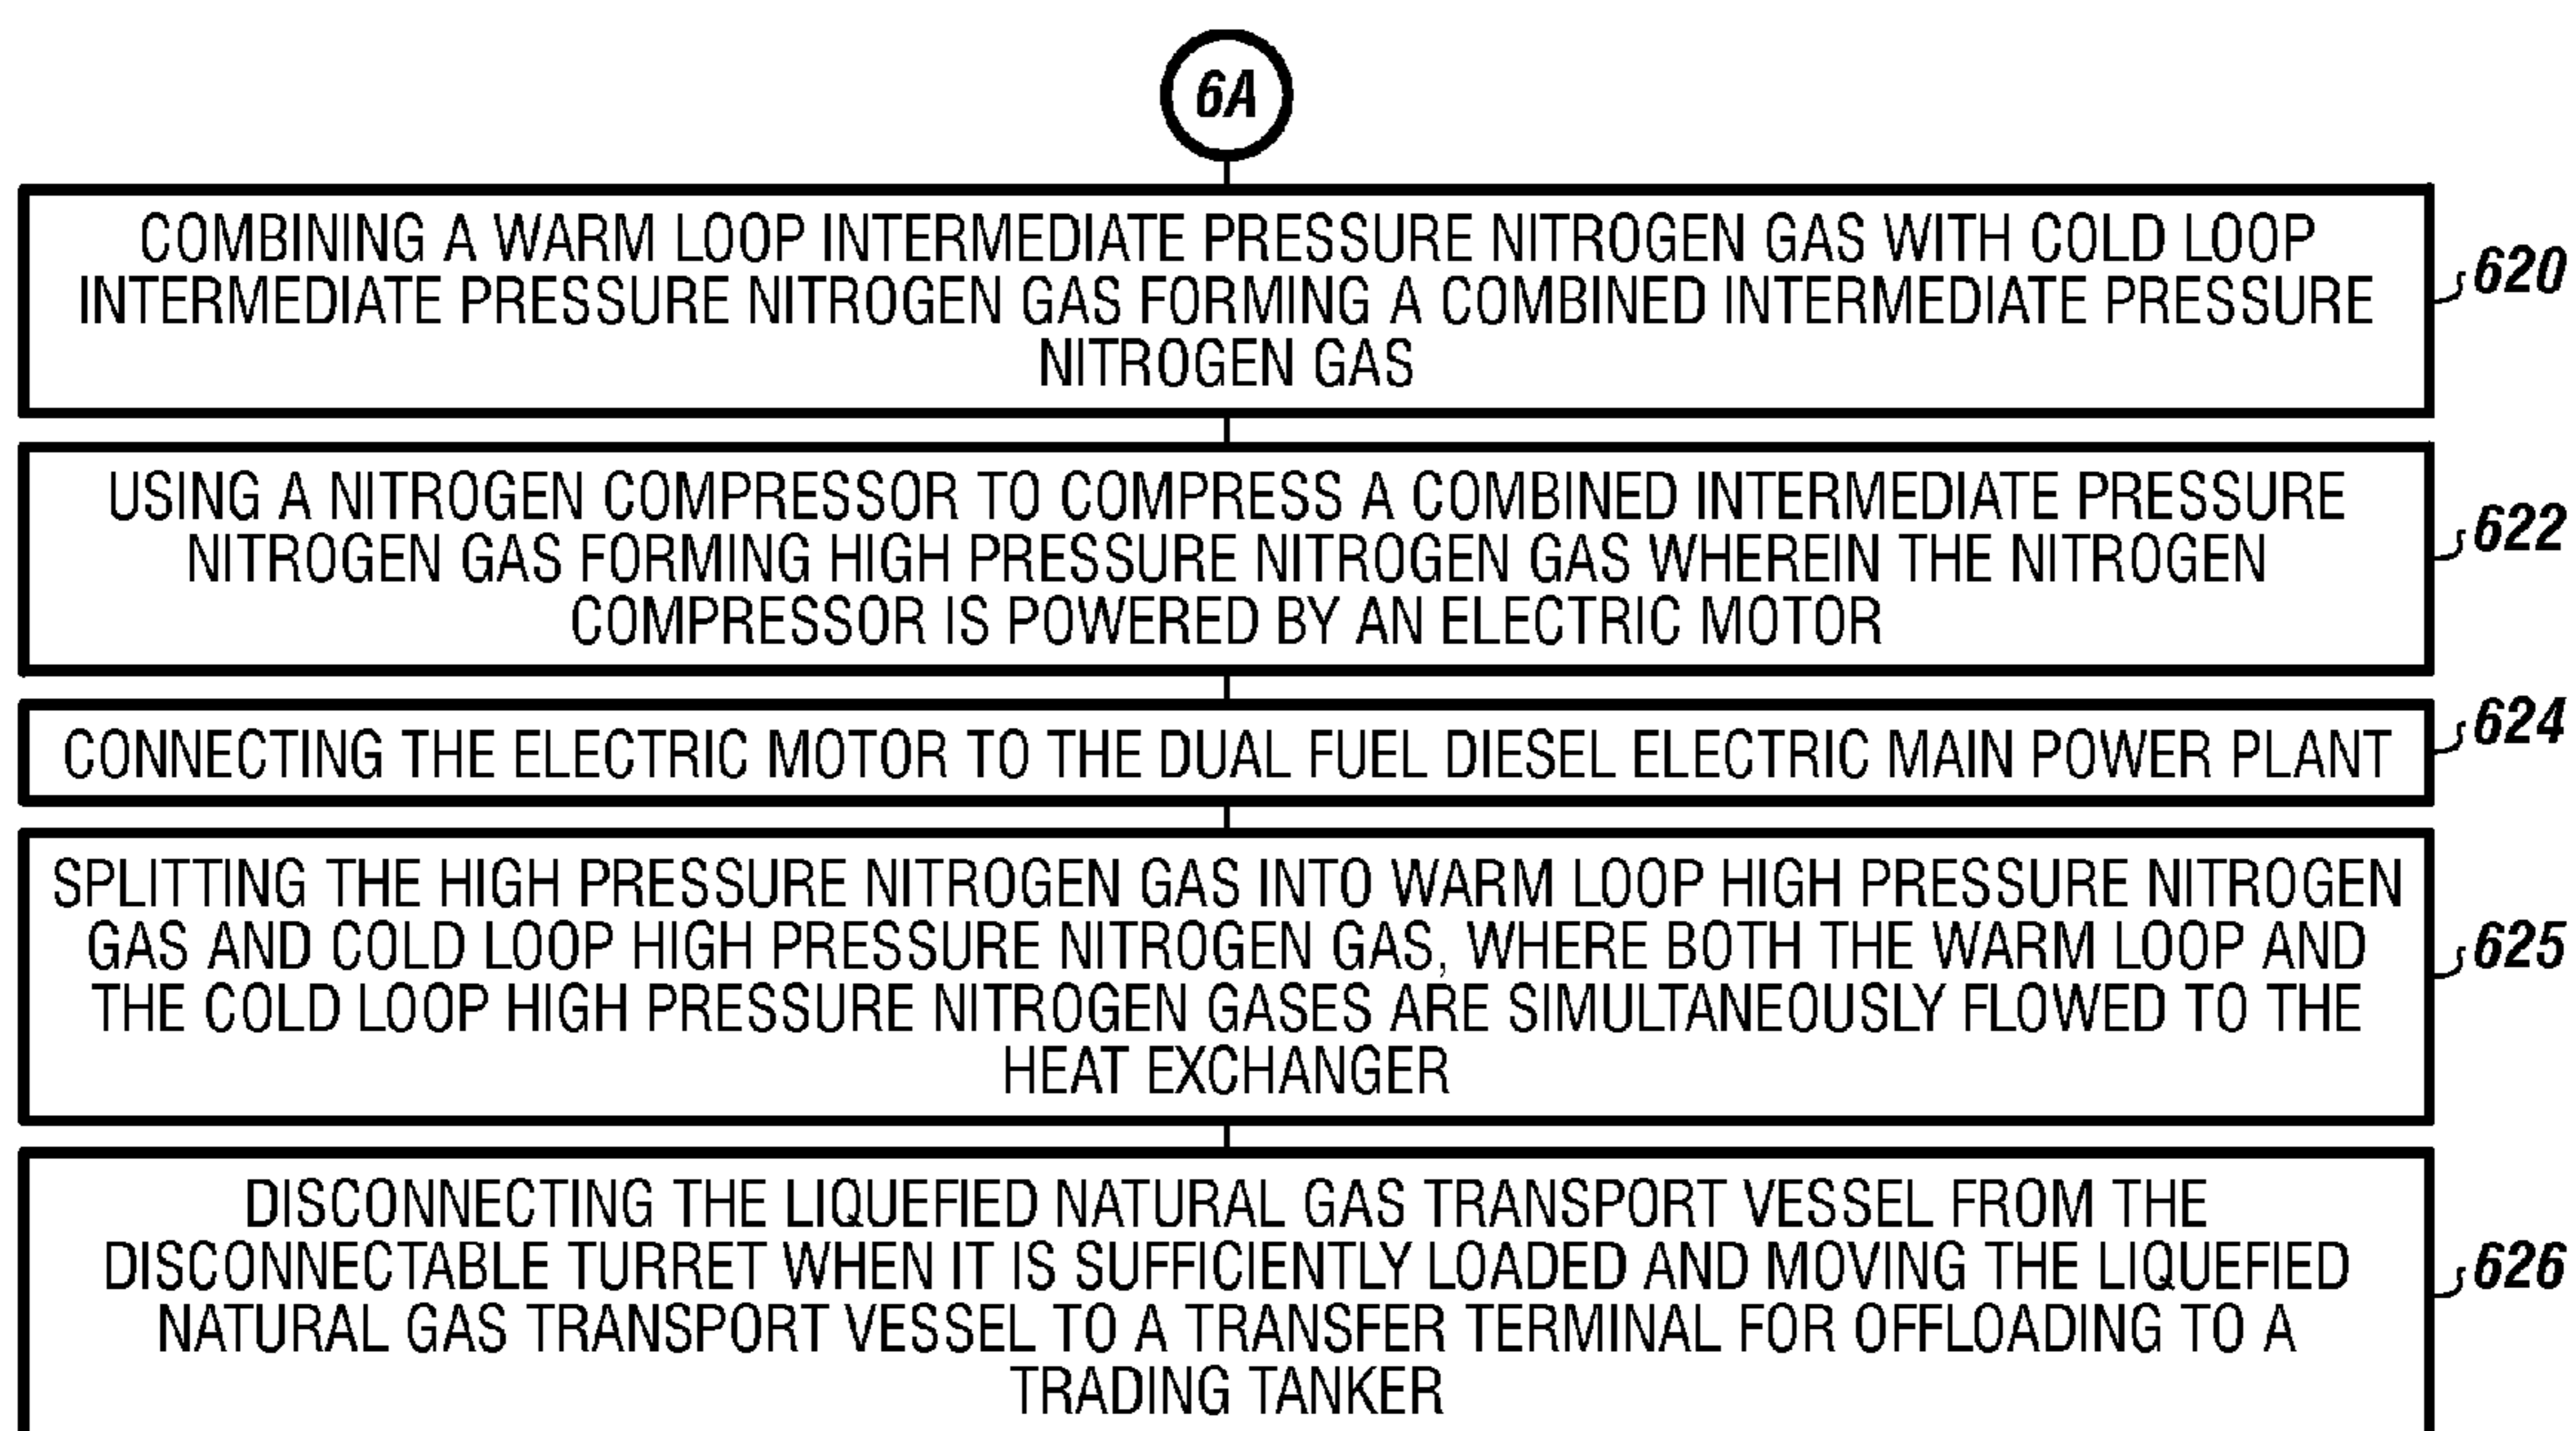 6A
COMBINING A WARM LOOP INTERMEDIATE PRESSURE NITROGEN GAS WITH COLD LOOP
INTERMEDIATE PRESSURE NITROGEN GAS FORMING A COMBINED INTERMEDIATE PRESSURE
NITROGEN GAS
620
USING A NITROGEN COMPRESSOR TO COMPRESS A COMBINED INTERMEDIATE PRESSURE
NITROGEN GAS FORMING HIGH PRESSURE NITROGEN GAS WHEREIN THE NITROGEN
COMPRESSOR IS POWERED BY AN ELECTRIC MOTOR
622
CONNECTING THE ELECTRIC MOTOR TO THE DUAL FUEL DIESEL ELECTRIC MAIN POWER PLANT
624
SPLITTING THE HIGH PRESSURE NITROGEN GAS INTO WARM LOOP HIGH PRESSURE NITROGEN
GAS AND COLD LOOP HIGH PRESSURE NITROGEN GAS, WHERE BOTH THE WARM LOOP AND
THE COLD LOOP HIGH PRESSURE NITROGEN GASES ARE SIMULTANEOUSLY FLOWED TO THE
HEAT EXCHANGER
625
DISCONNECTING THE LIQUEFIED NATURAL GAS TRANSPORT VESSEL FROM THE
DISCONNECTABLE TURRET WHEN IT IS SUFFICIENTLY LOADED AND MOVING THE LIQUEFIED
NATURAL GAS TRANSPORT VESSEL TO A TRANSFER TERMINAL FOR OFFLOADING TO A
TRADING TANKER
626